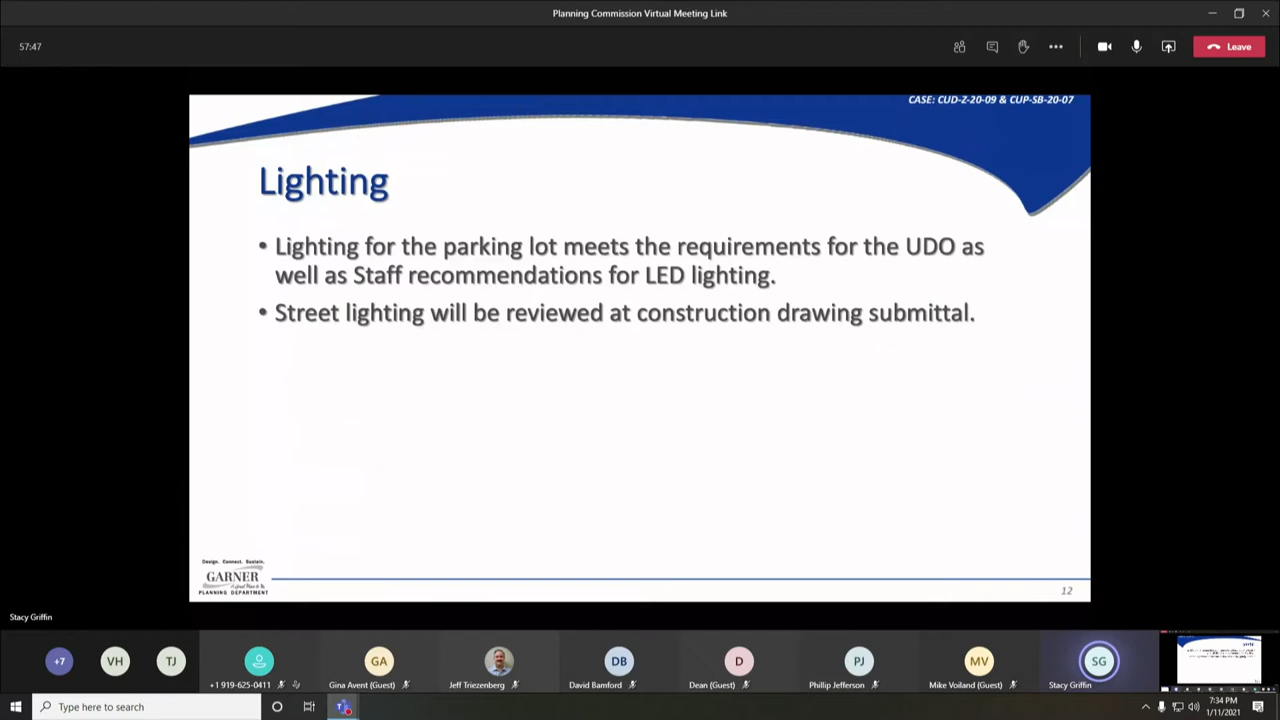 Planning Commission Virtual Meeting Link
57:47
Leave
CASE: CUD-Z-20-09 & CUP-SB-20-07
Lighting
• Lighting for the parking lot meets the requirements for the UDO as
well as Staff recommendations for LED lighting.
• Street lighting will be reviewed at construction drawing submittal.
Design. Connect. Sustain.
GARNER
A Great Place to Be
PLANNING DEPARTMENT
12
Stacy Griffin
+7
VH
TJ
GA
DB
D
PJ
MV
SG
+1 919-625-0411
Gina Avent (Guest)
Jeff Triezenberg
David Bamford
Dean (Guest)
Phillip Jefferson
Mike Voiland (Guest)
Stacy Griffin
Type here to search
7:34 PM
1/11/2021